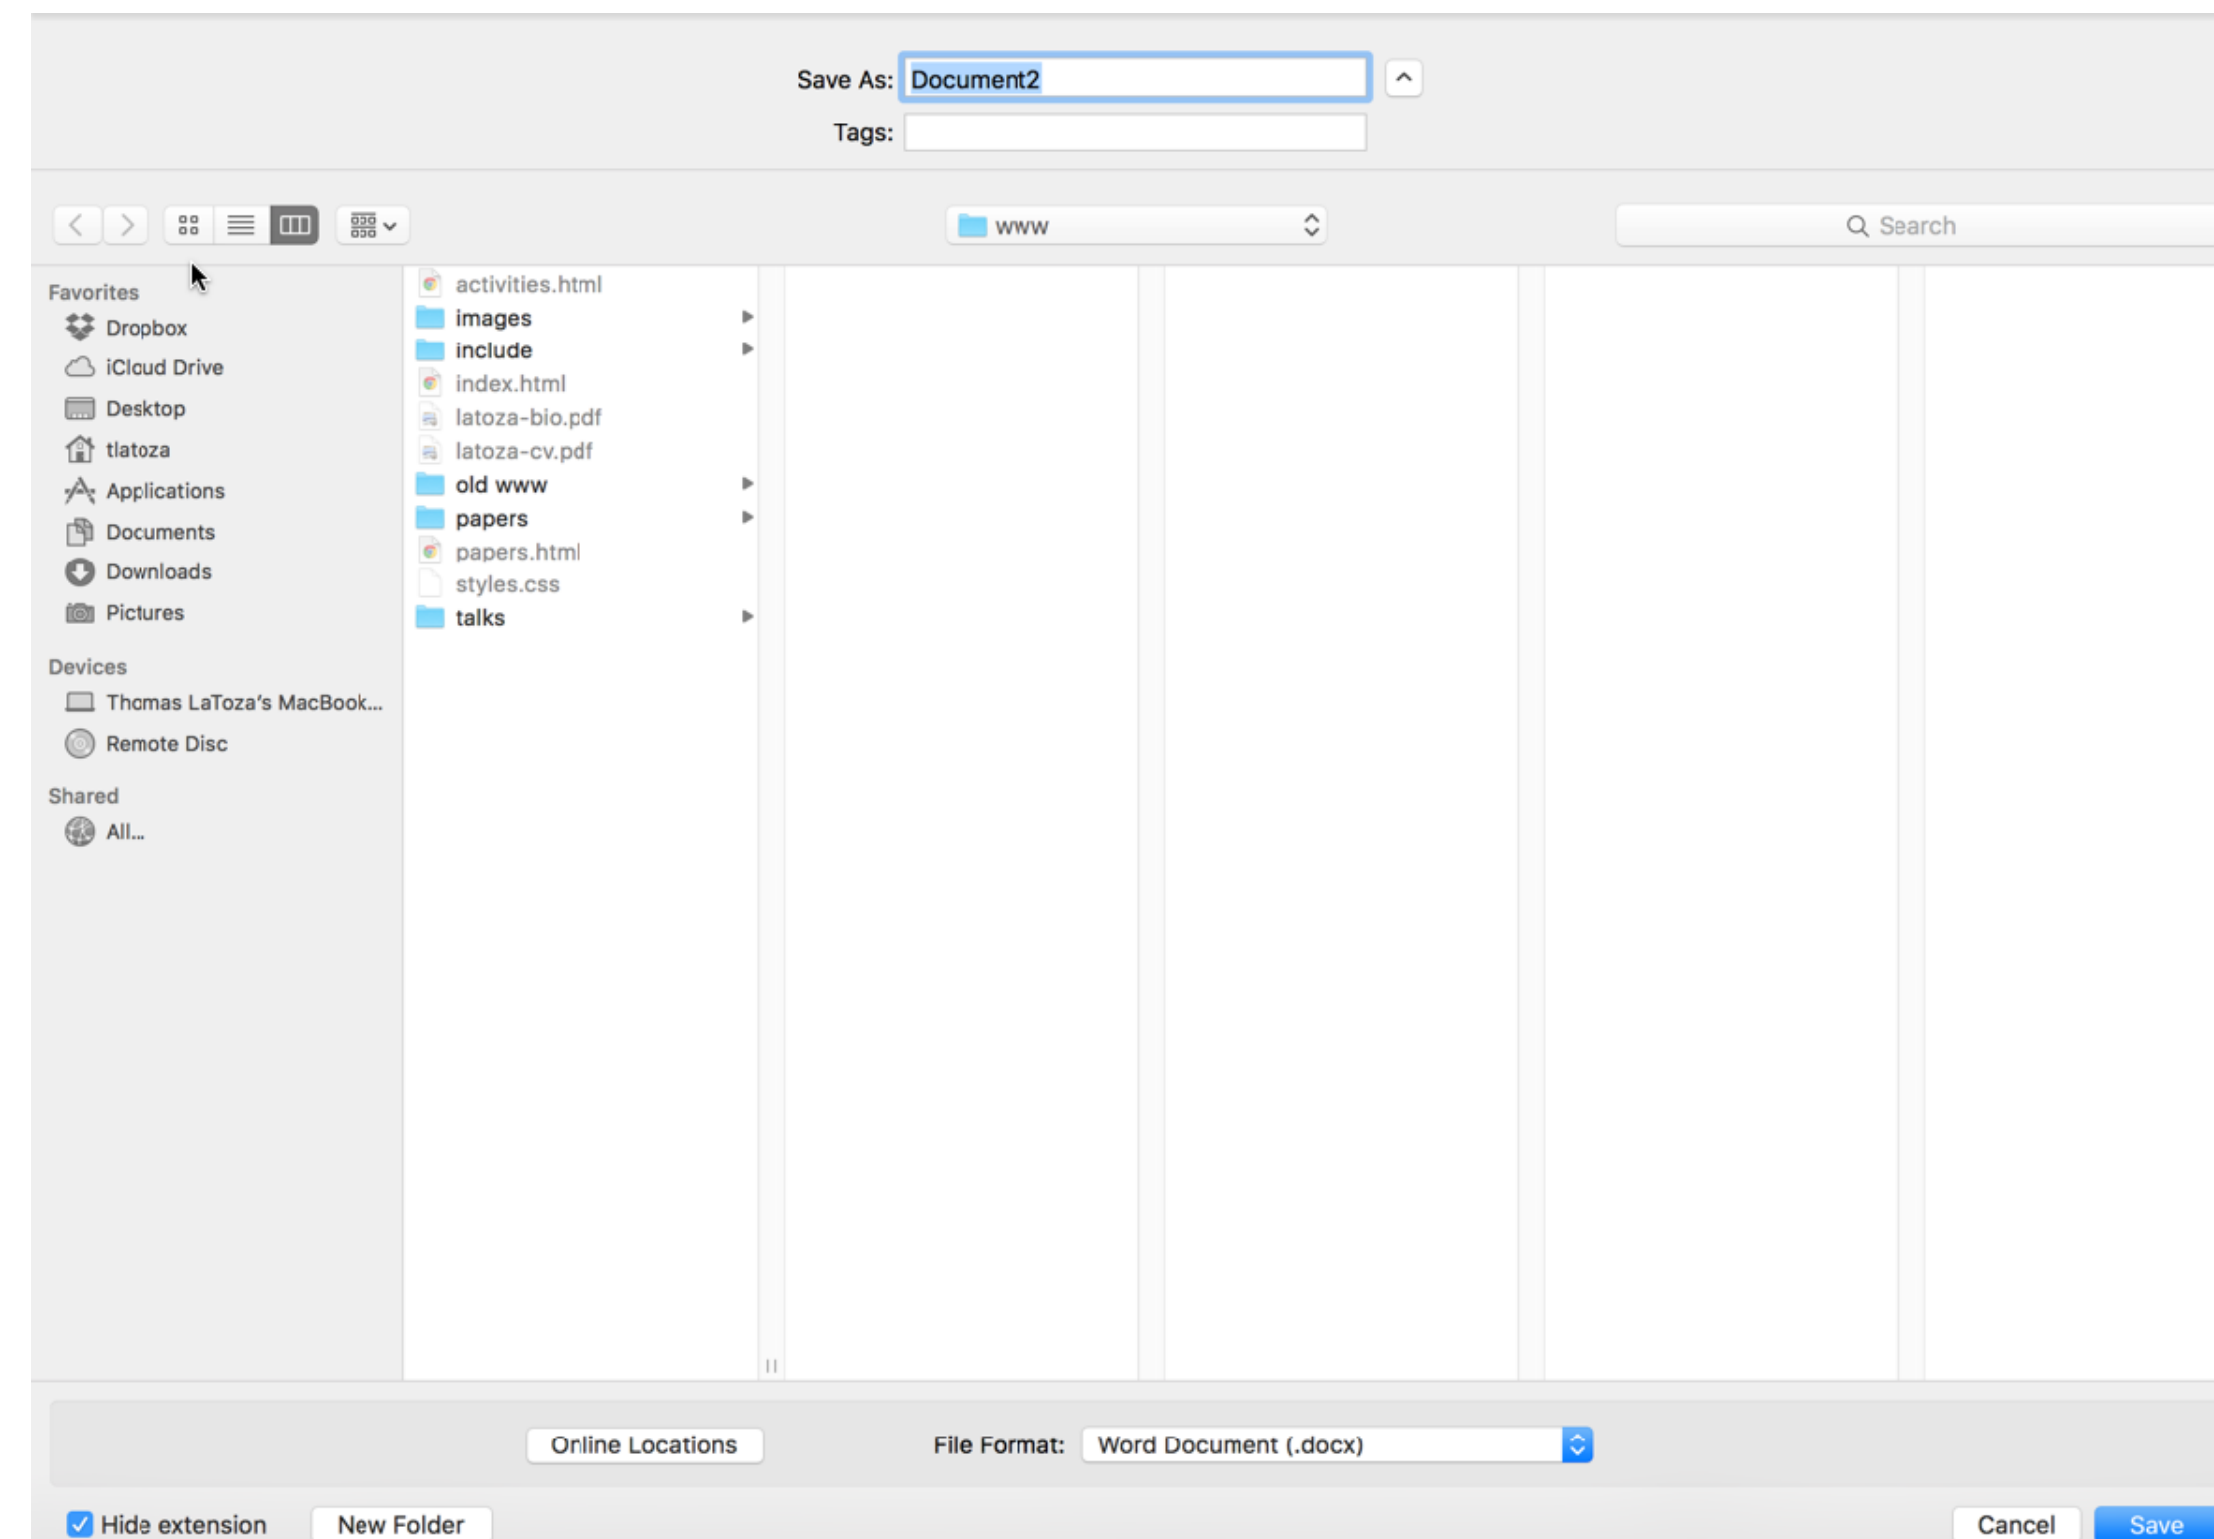 Save As: Document2
Tags:
www
Search
Favorites
Dropbox
iCloud Drive
Desktop
tlatoza
Applications
Documents
Downloads
Pictures
Devices
Thomas LaToza's MacBook...
Remote Disc
Shared
All...
activities.html
images
include
index.html
latoza-bio.pdf
latoza-cv.pdf
old www
papers
papers.html
styles.css
talks
Online Locations File Format: Word Document (.docx)
Hide extension New Folder Cancel Save